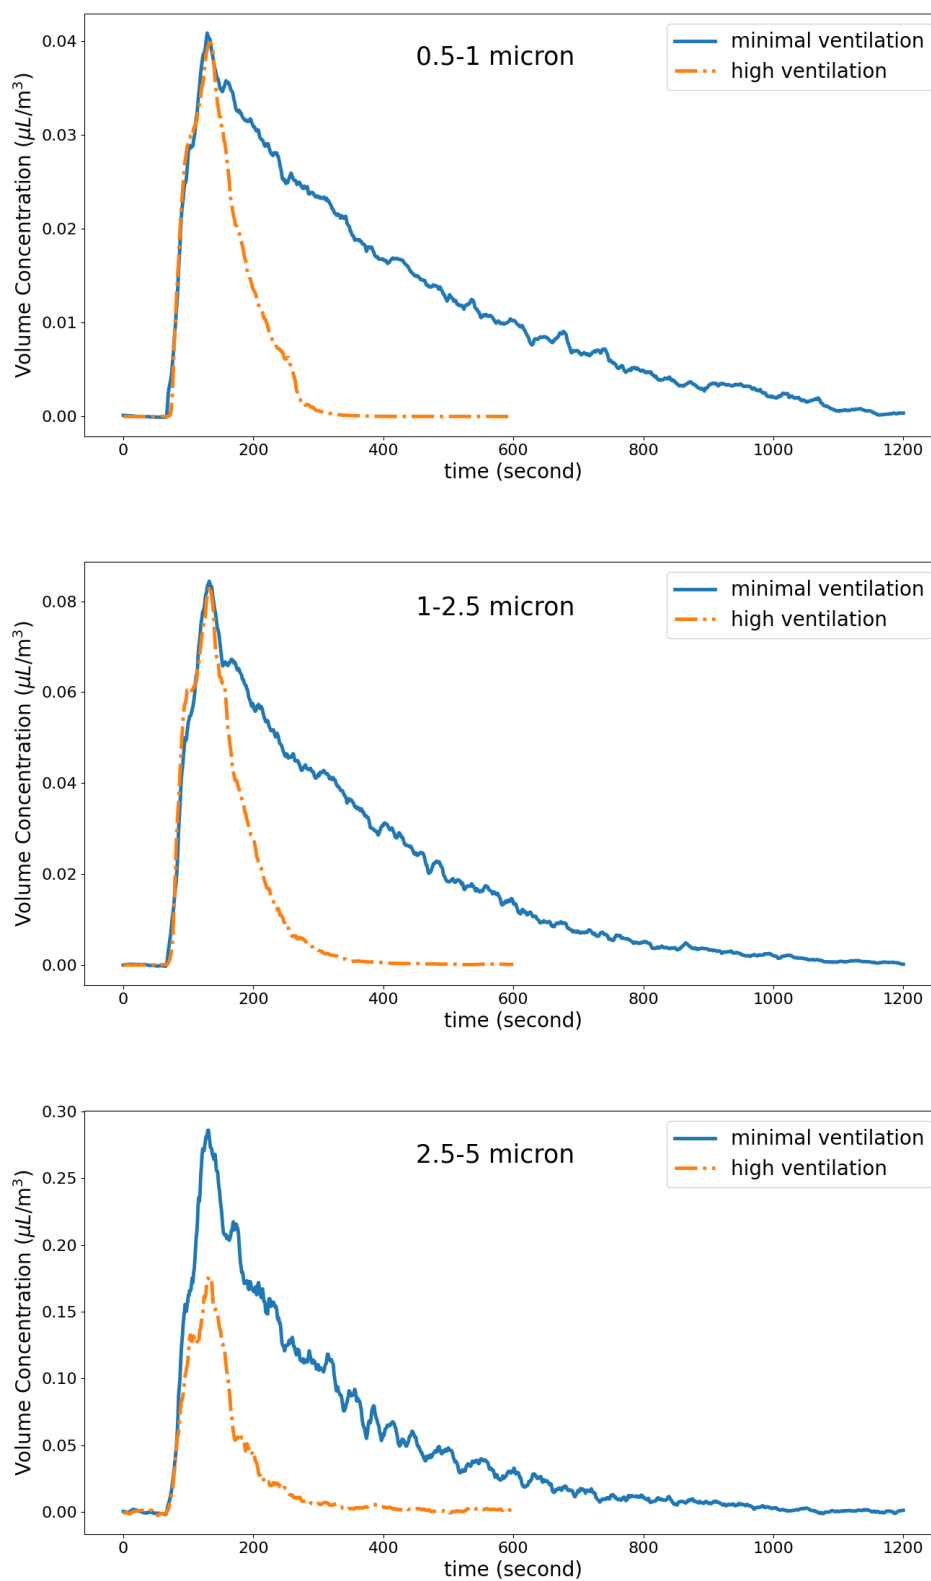 0.5-1 micron
minimal ventilation
high ventilation
Volume Concentration (μL/m³)
0.04
0.03
0.02
0.01
0.00
0 200 400 600 800 1000 1200
time (second)
1-2.5 micron
minimal ventilation
high ventilation
Volume Concentration (μL/m³)
0.08
0.06
0.04
0.02
0.00
0 200 400 600 800 1000 1200
time (second)
2.5-5 micron
minimal ventilation
high ventilation
Volume Concentration (μL/m³)
0.30
0.25
0.20
0.15
0.10
0.05
0.00
0 200 400 600 800 1000 1200
time (second)